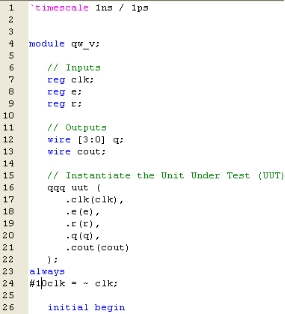 1 `timescale 1ns / 1ps
2
3
4 module qw_v;
5
6 // Inputs
7 reg clk;
8 reg e;
9 reg r;
10
11 // Outputs
12 wire [3:0] q;
13 wire cout;
14
15 // Instantiate the Unit Under Test (UUT)
16 qqq uut (
17 .clk(clk),
18 .e(e),
19 .r(r),
20 .q(q),
21 .cout(cout)
22 );
23 always
24 #10clk = ~ clk;
25
26 initial begin